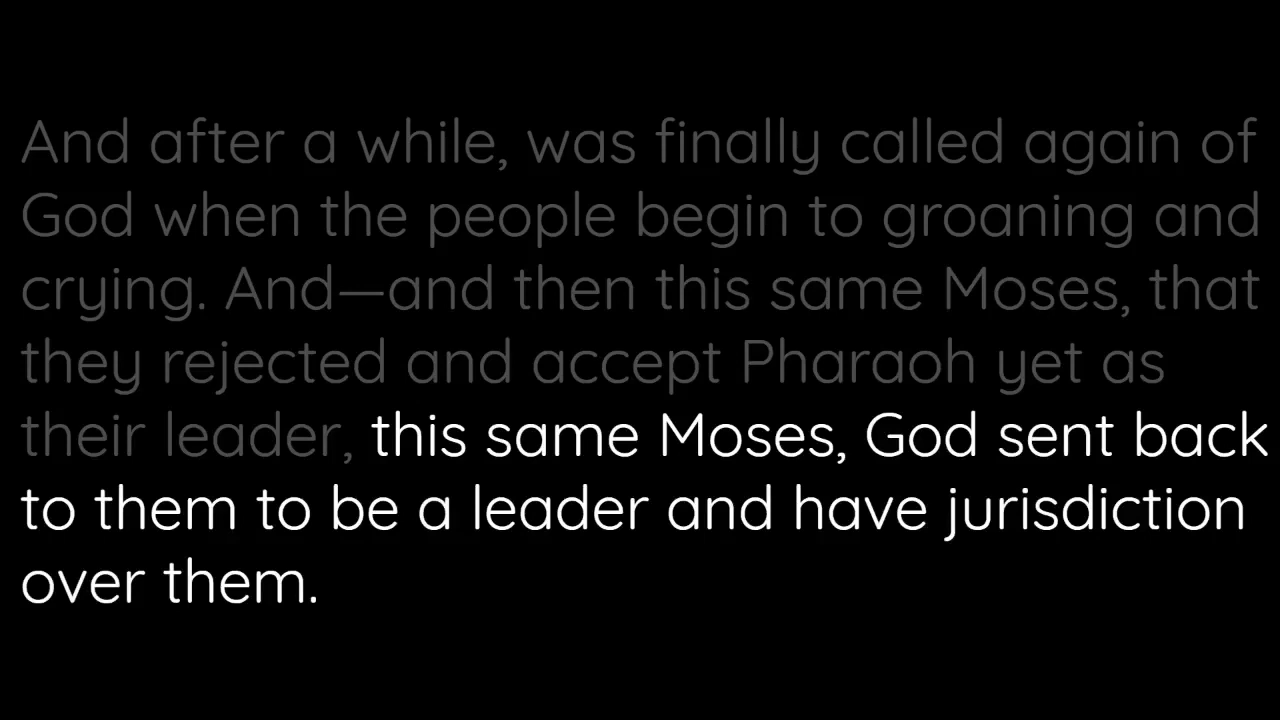 And after a while, was finally called again of
God when the people begin to groaning and
crying. And—and then this same Moses, that
they rejected and accept Pharaoh yet as
their leader, this same Moses, God sent back
to them to be a leader and have jurisdiction
over them.